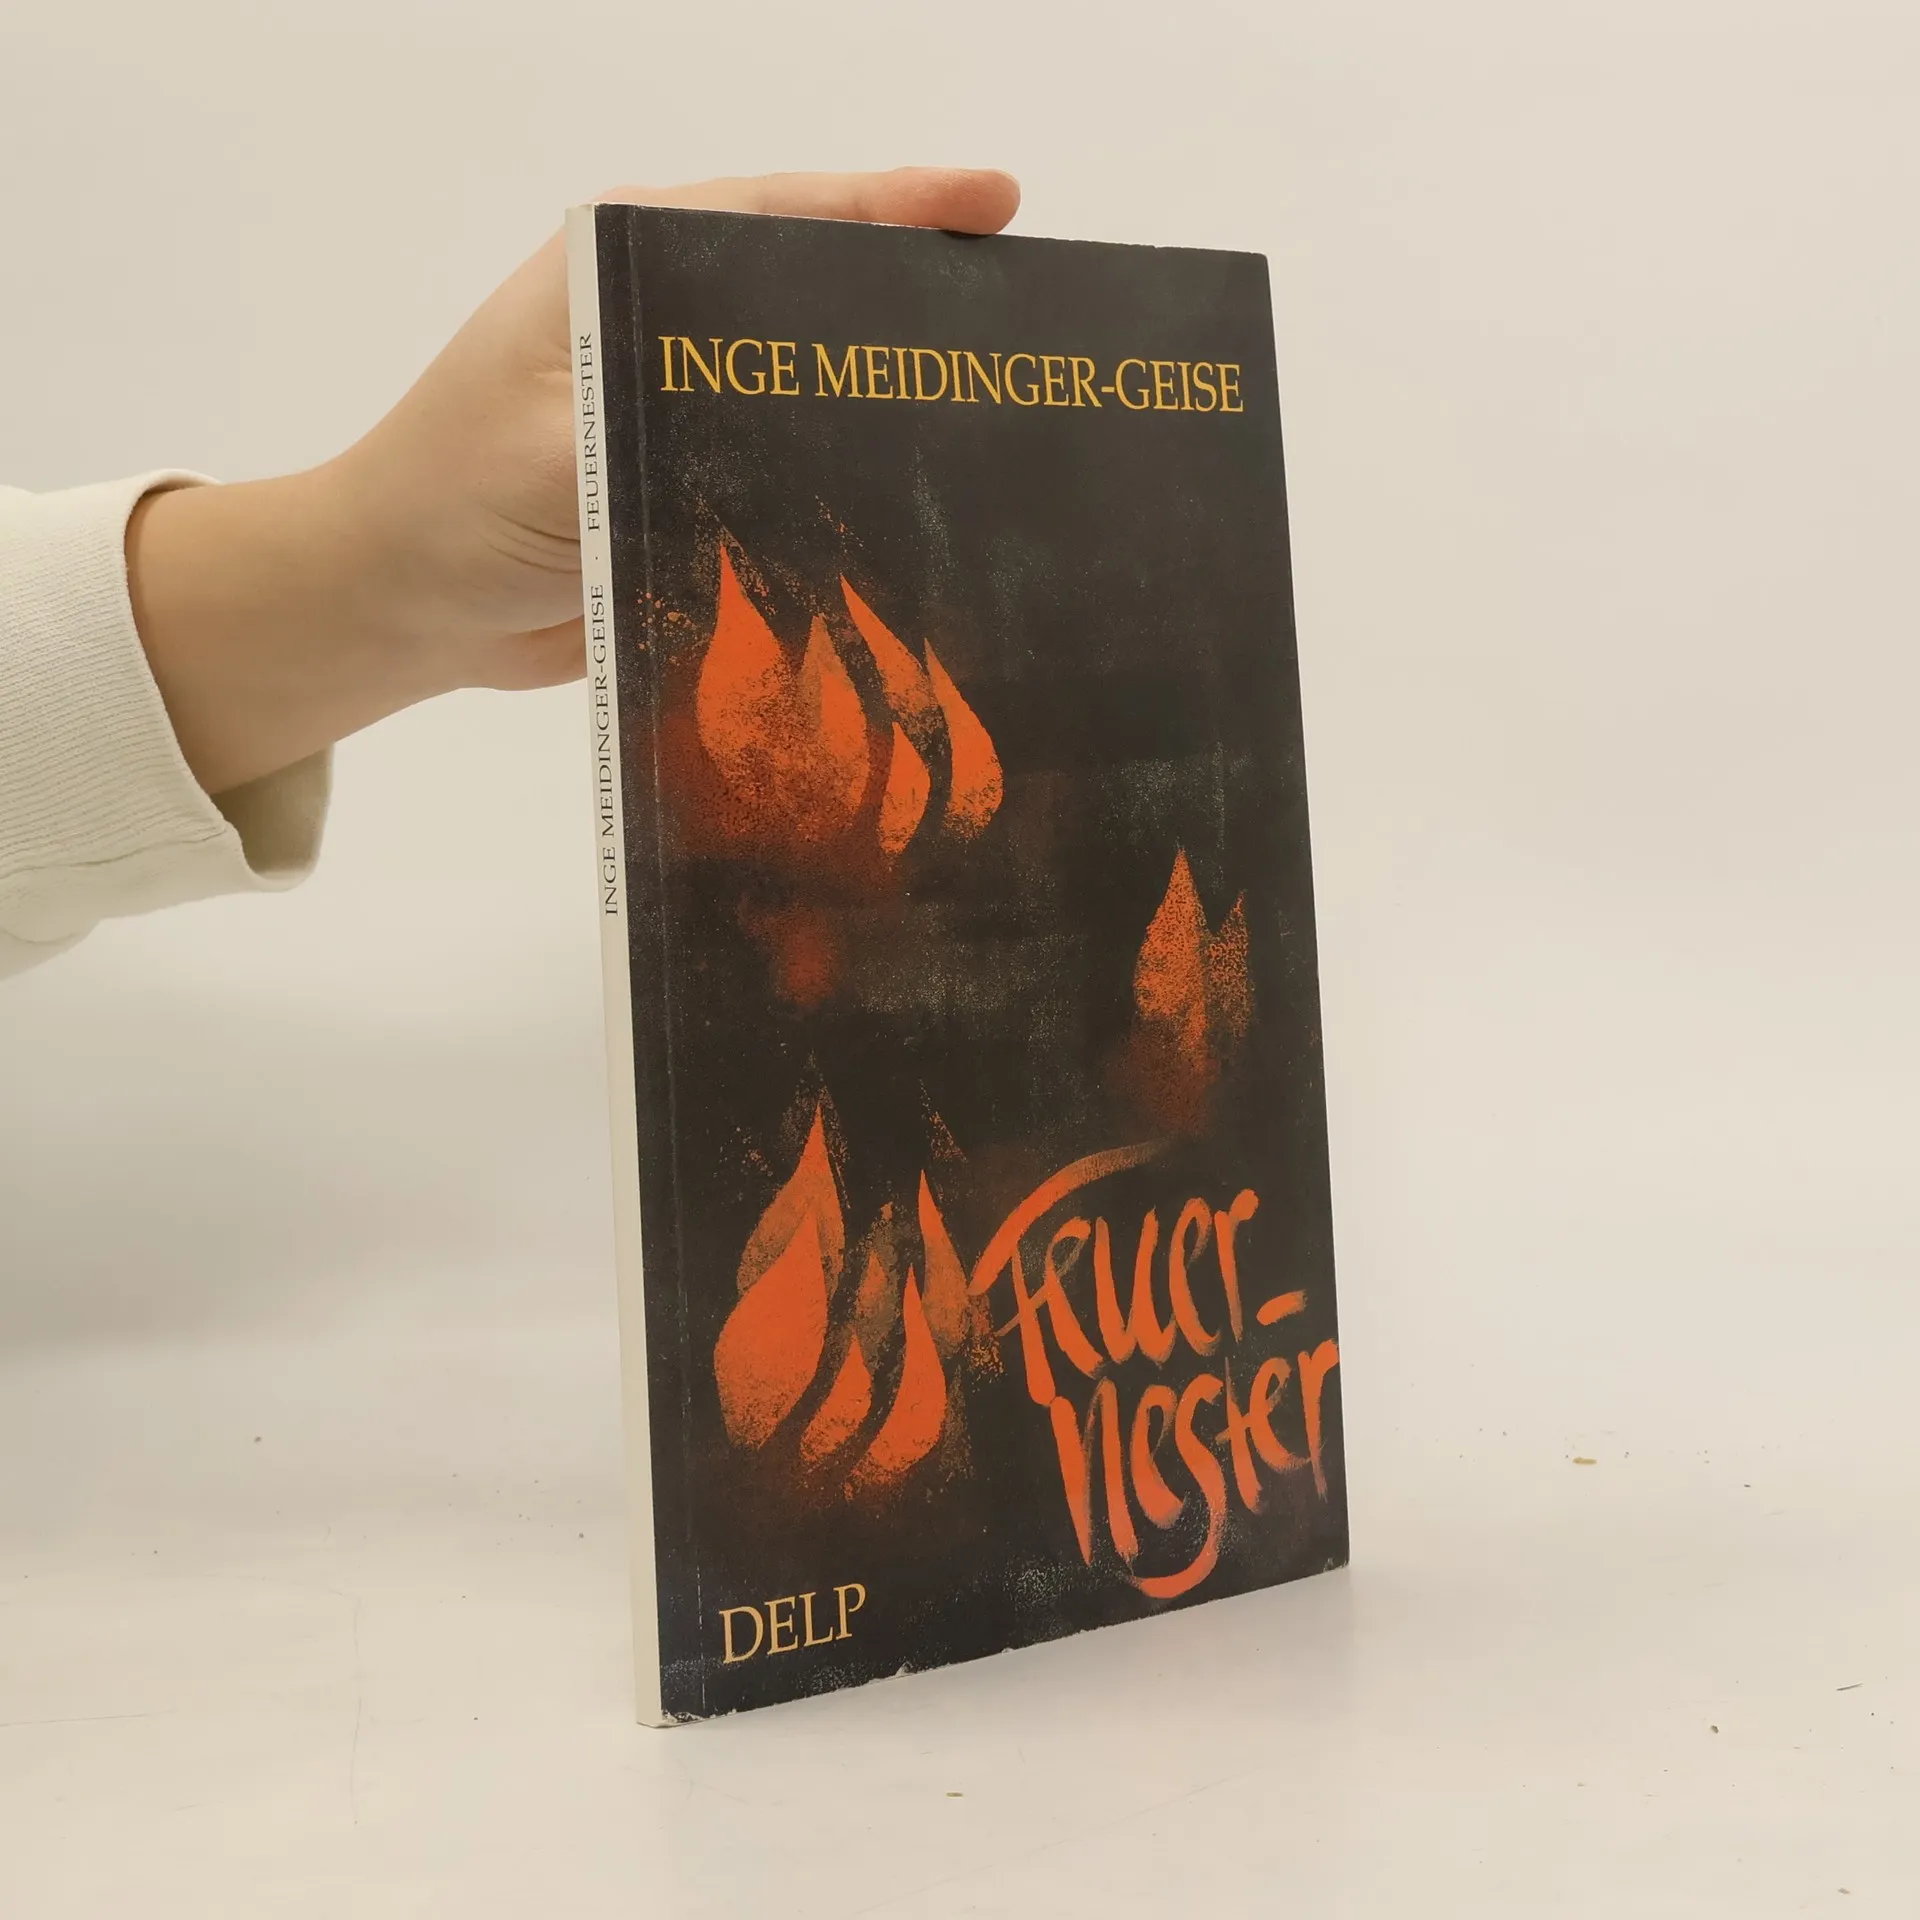 INGE MEIDINGER-GEISE · FEUERNESTER
INGE MEIDINGER-GEISE
Feuer-
nester
DELP